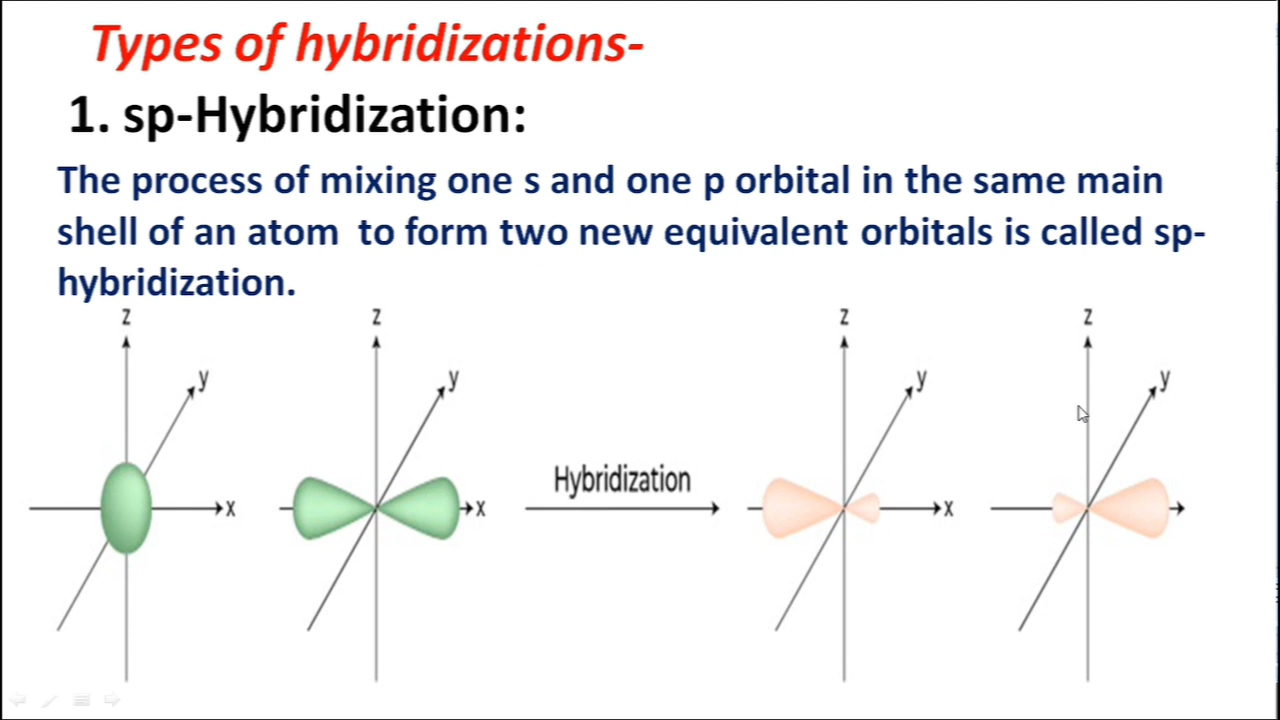 Types of hybridizations-
1. sp-Hybridization:
The process of mixing one s and one p orbital in the same main
shell of an atom to form two new equivalent orbitals is called sp-
hybridization.
z z z z
y y y y
Hybridization
x x x